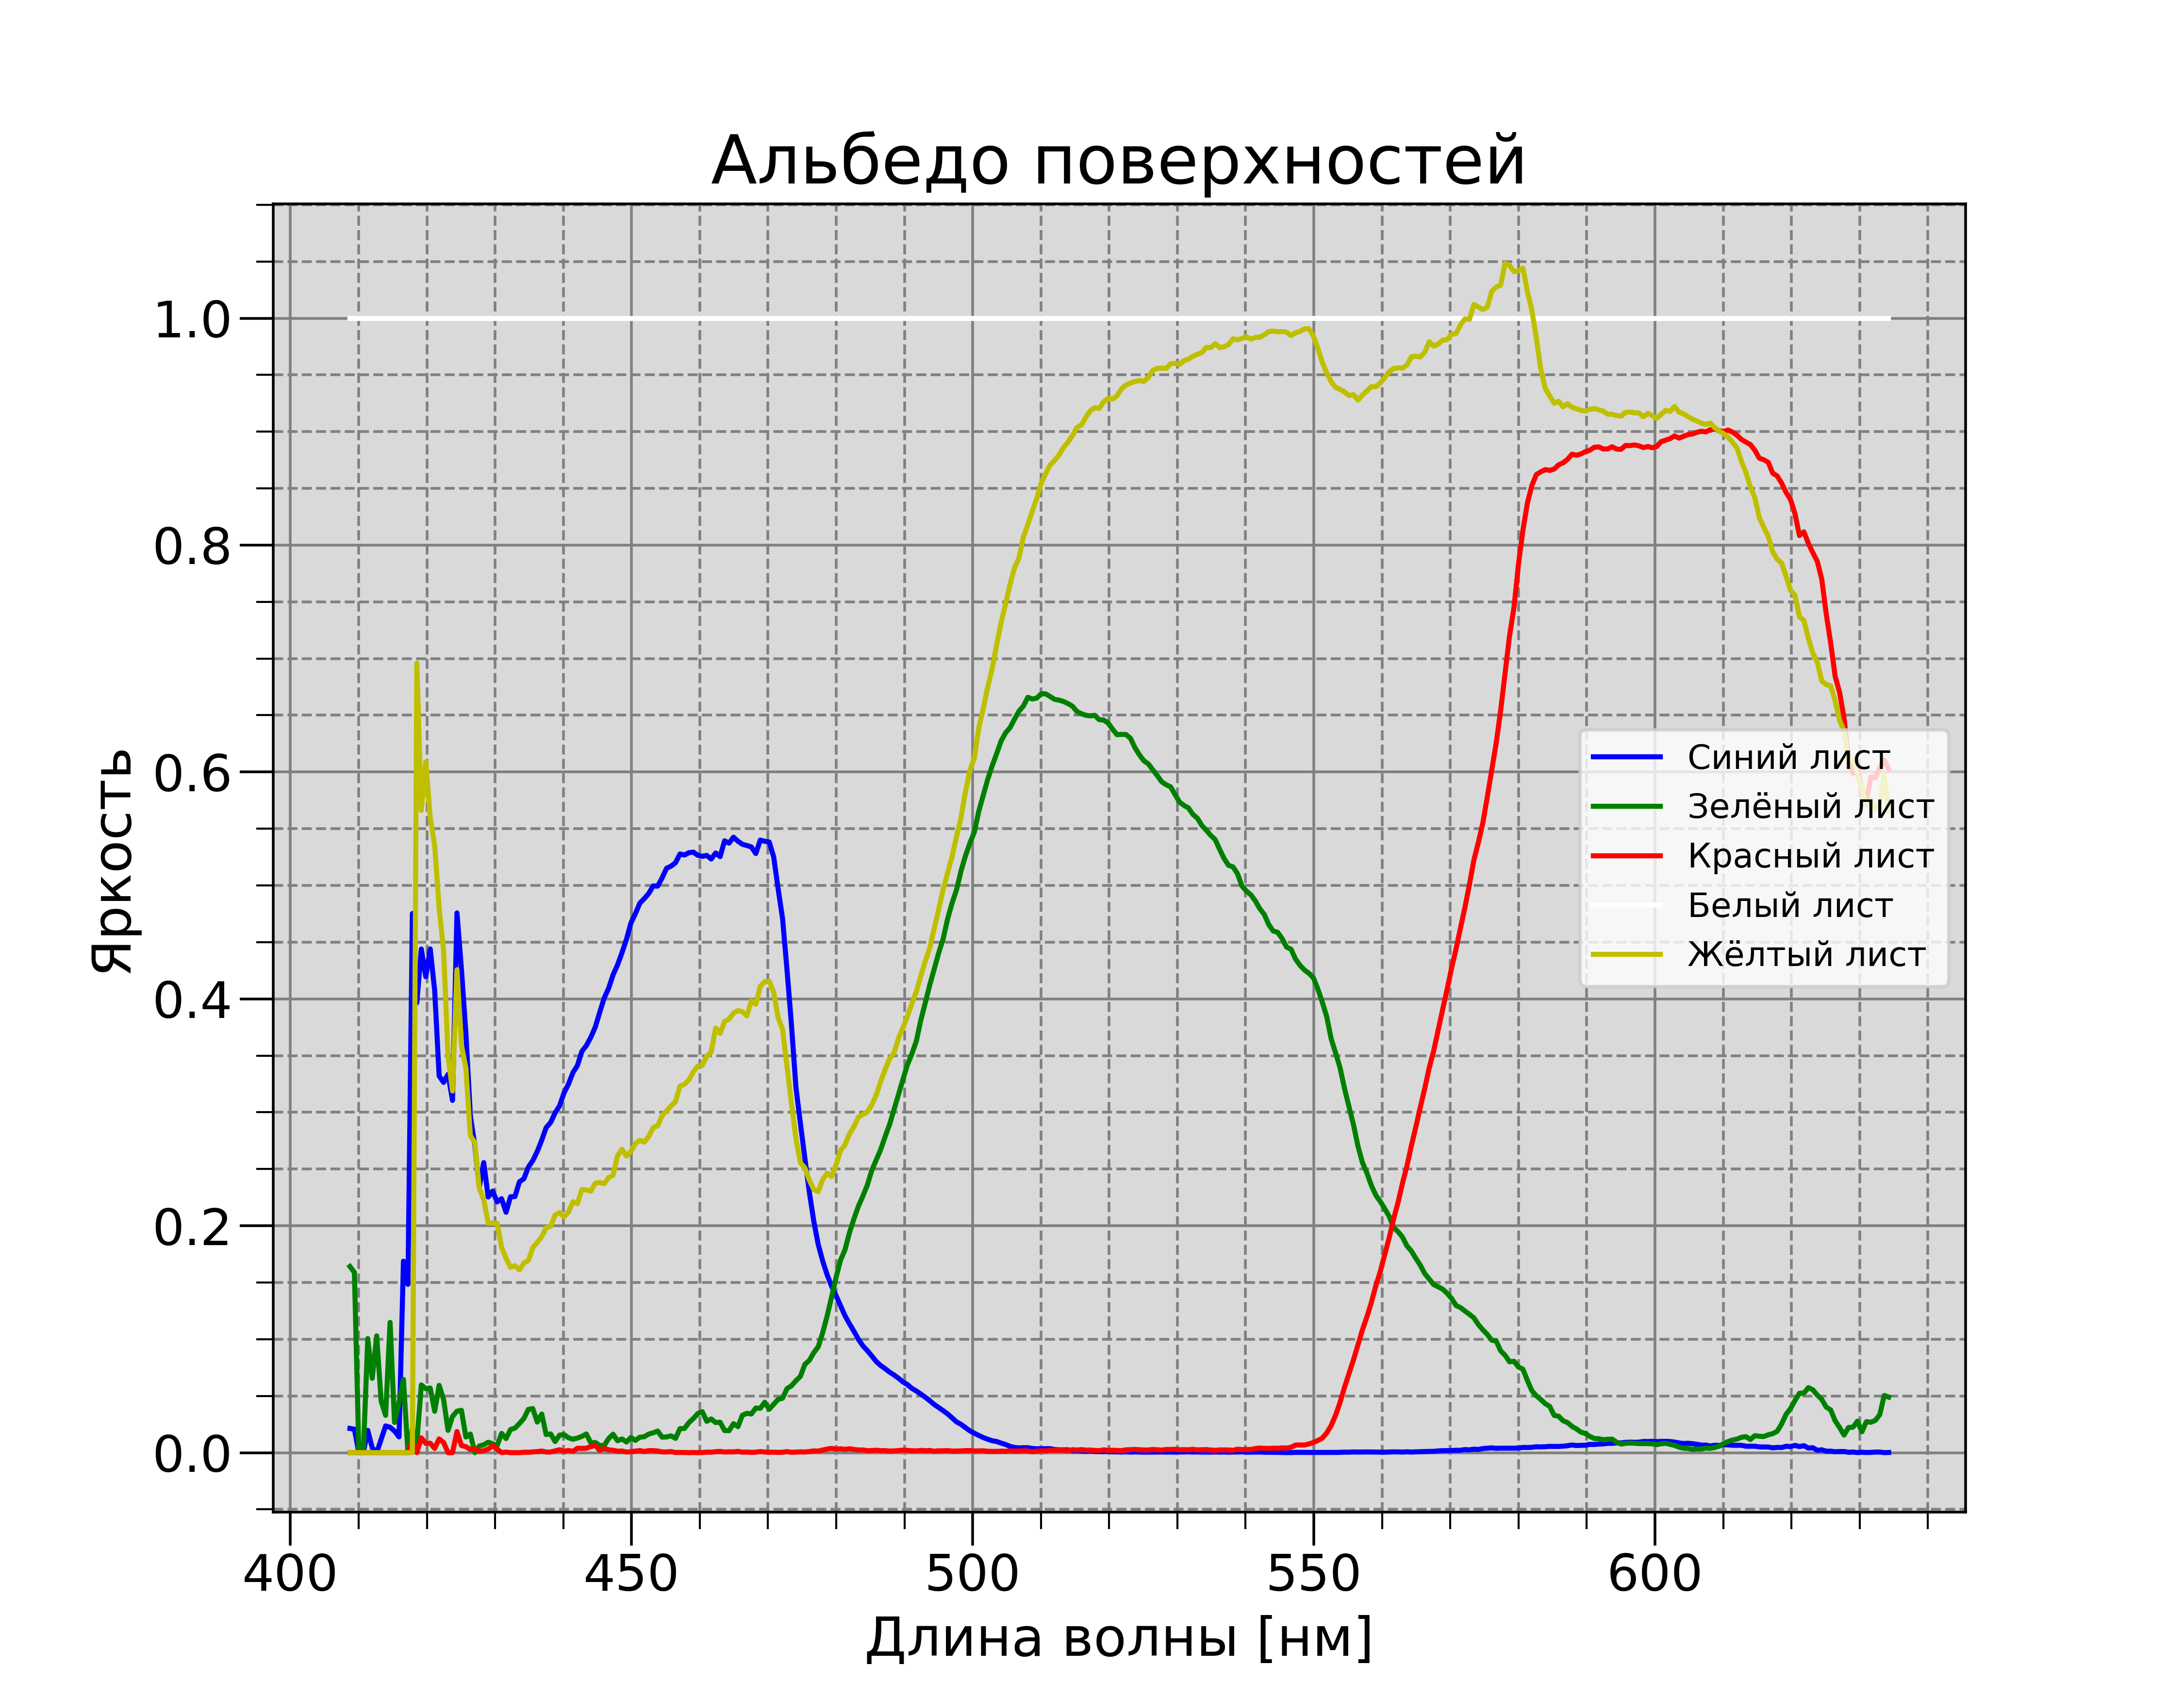 Альбедо поверхностей
Яркость
1.0
0.8
0.6
0.4
0.2
0.0
Синий лист
Зелёный лист
Красный лист
Белый лист
Жёлтый лист
400 450 500 550 600
Длина волны [нм]